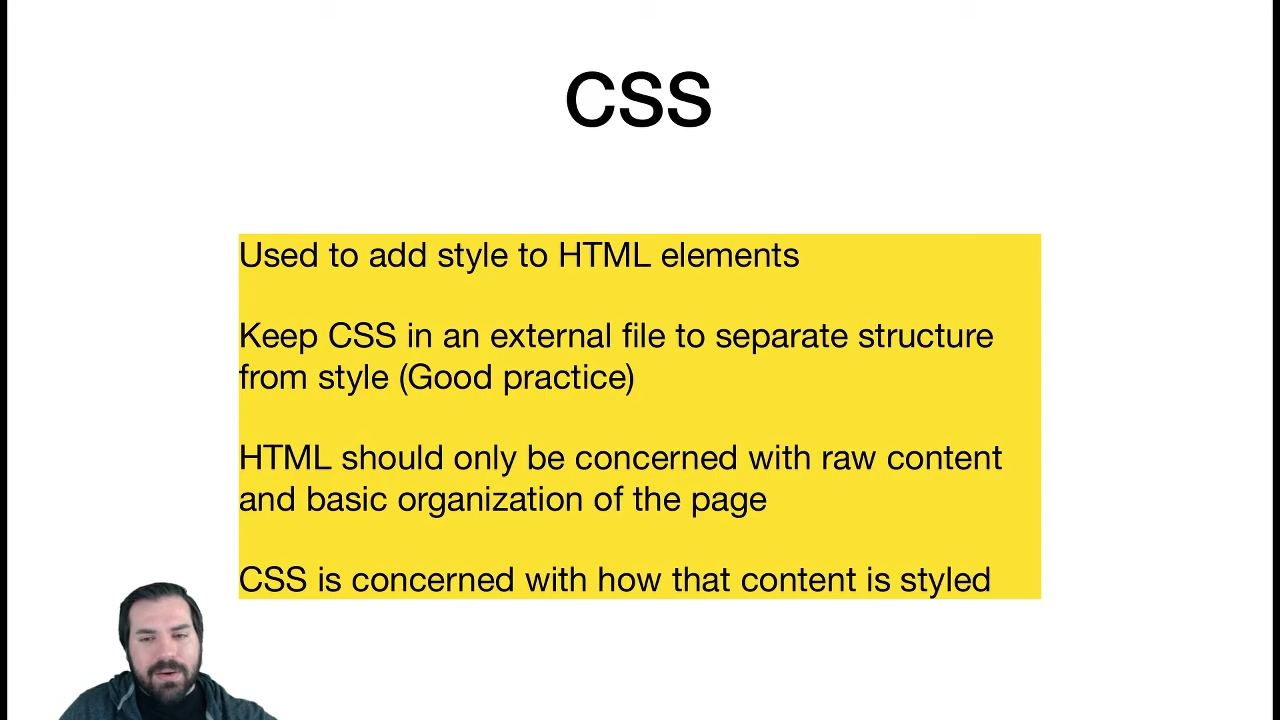 CSS
Used to add style to HTML elements
Keep CSS in an external file to separate structure
from style (Good practice)
HTML should only be concerned with raw content
and basic organization of the page
CSS is concerned with how that content is styled